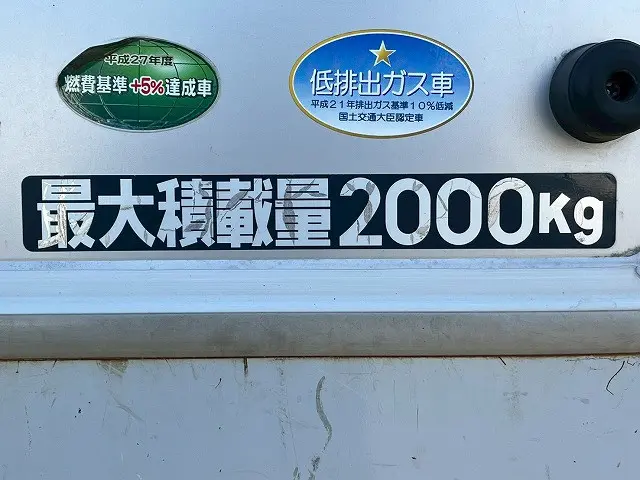 平成27年度
燃費基準+5%達成車
低排出ガス車
平成21年排出ガス基準10%低減
国土交通大臣認定車
最大積載量2000Kg